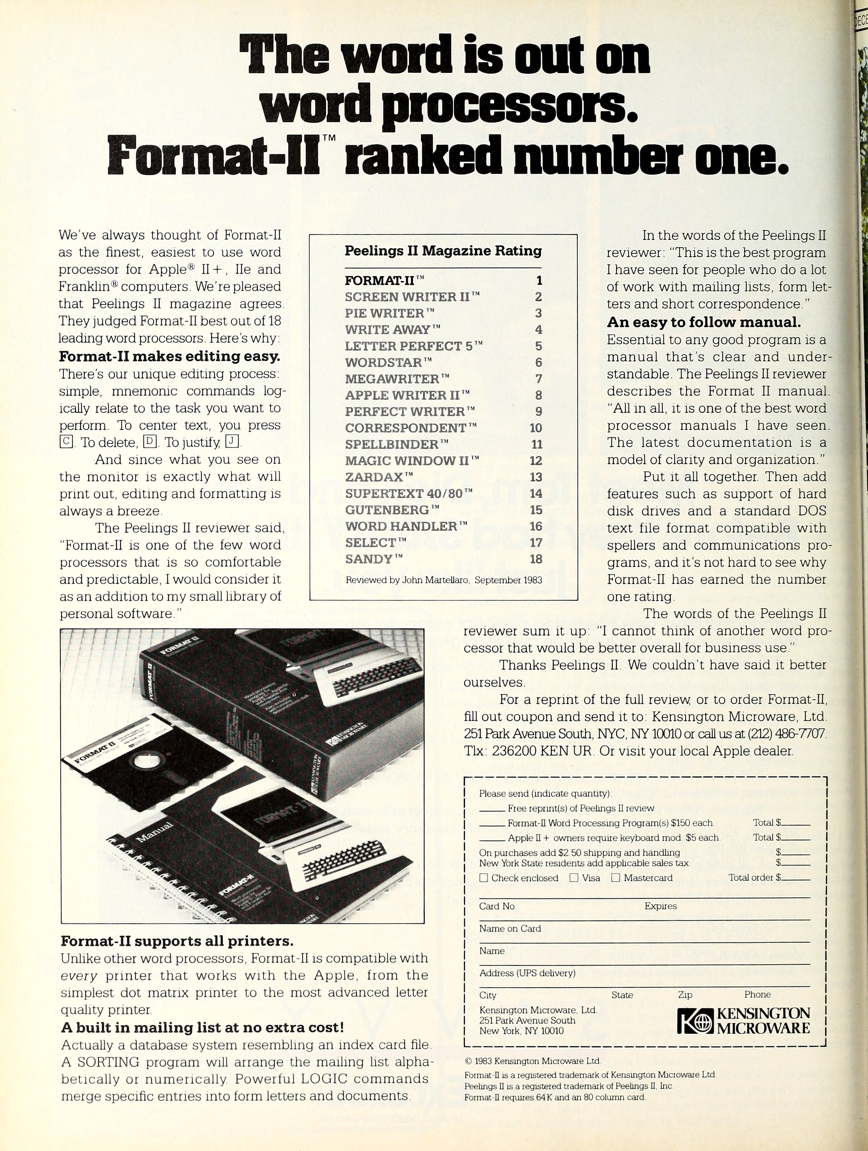 The word is out on
word processors.
Format-II™ ranked number one.
We've always thought of Format-II
as the finest, easiest to use word
processor for Apple® II+, IIe and
Franklin® computers. We're pleased
that Peelings II magazine agrees.
They judged Format-II best out of 18
leading word processors. Here's why:
Format-II makes editing easy.
There's our unique editing process:
simple, mnemonic commands log-
ically relate to the task you want to
perform. To center text, you press
C. To delete, D. To justify, J.
And since what you see on
the monitor is exactly what will
print out, editing and formatting is
always a breeze.
The Peelings II reviewer said,
"Format-II is one of the few word
processors that is so comfortable
and predictable, I would consider it
as an addition to my small library of
personal software."
Peelings II Magazine Rating
FORMAT-II™ 1
SCREEN WRITER II™ 2
PIE WRITER™ 3
WRITE AWAY™ 4
LETTER PERFECT 5™ 5
WORDSTAR™ 6
MEGAWRITER™ 7
APPLE WRITER II™ 8
PERFECT WRITER™ 9
CORRESPONDENT™ 10
SPELLBINDER™ 11
MAGIC WINDOW II™ 12
ZARDAX™ 13
SUPERTEXT 40/80™ 14
GUTENBERG™ 15
WORD HANDLER™ 16
SELECT™ 17
SANDY™ 18
Reviewed by John Martellaro, September 1983
FORMAT II
FORMAT II
FORMAT-II
KENSINGTON
MICROWARE
FORMAT II
Manual
FORMAT-II
FORMAT-II
Format-II supports all printers.
Unlike other word processors, Format-II is compatible with
every printer that works with the Apple, from the
simplest dot matrix printer to the most advanced letter
quality printer.
A built in mailing list at no extra cost!
Actually a database system resembling an index card file.
A SORTING program will arrange the mailing list alpha-
betically or numerically. Powerful LOGIC commands
merge specific entries into form letters and documents.
In the words of the Peelings II
reviewer: "This is the best program
I have seen for people who do a lot
of work with mailing lists, form let-
ters and short correspondence."
An easy to follow manual.
Essential to any good program is a
manual that's clear and under-
standable. The Peelings II reviewer
describes the Format II manual.
"All in all, it is one of the best word
processor manuals I have seen.
The latest documentation is a
model of clarity and organization."
Put it all together. Then add
features such as support of hard
disk drives and a standard DOS
text file format compatible with
spellers and communications pro-
grams, and it's not hard to see why
Format-II has earned the number
one rating.
The words of the Peelings II
reviewer sum it up: "I cannot think of another word pro-
cessor that would be better overall for business use."
Thanks Peelings II. We couldn't have said it better
ourselves.
For a reprint of the full review, or to order Format-II,
fill out coupon and send it to: Kensington Microware, Ltd.
251 Park Avenue South, NYC, NY 10010 or call us at (212) 486-7707.
Tlx: 236200 KEN UR. Or visit your local Apple dealer.
Please send (indicate quantity):
Free reprint(s) of Peelings II review
Format-II Word Processing Program(s) $150 each. Total $
Apple II+ owners require keyboard mod. $5 each. Total $
On purchases add $2.50 shipping and handling $
New York State residents add applicable sales tax. $
Check enclosed Visa Mastercard Total order $
Card No. Expires
Name on Card
Name
Address (UPS delivery)
City State Zip Phone
Kensington Microware, Ltd.
251 Park Avenue South
New York, NY 10010
KENSINGTON
MICROWARE
© 1983 Kensington Microware Ltd.
Format-II is a registered trademark of Kensington Microware Ltd.
Peelings II is a registered trademark of Peelings II, Inc.
Format-II requires 64K and an 80 column card.